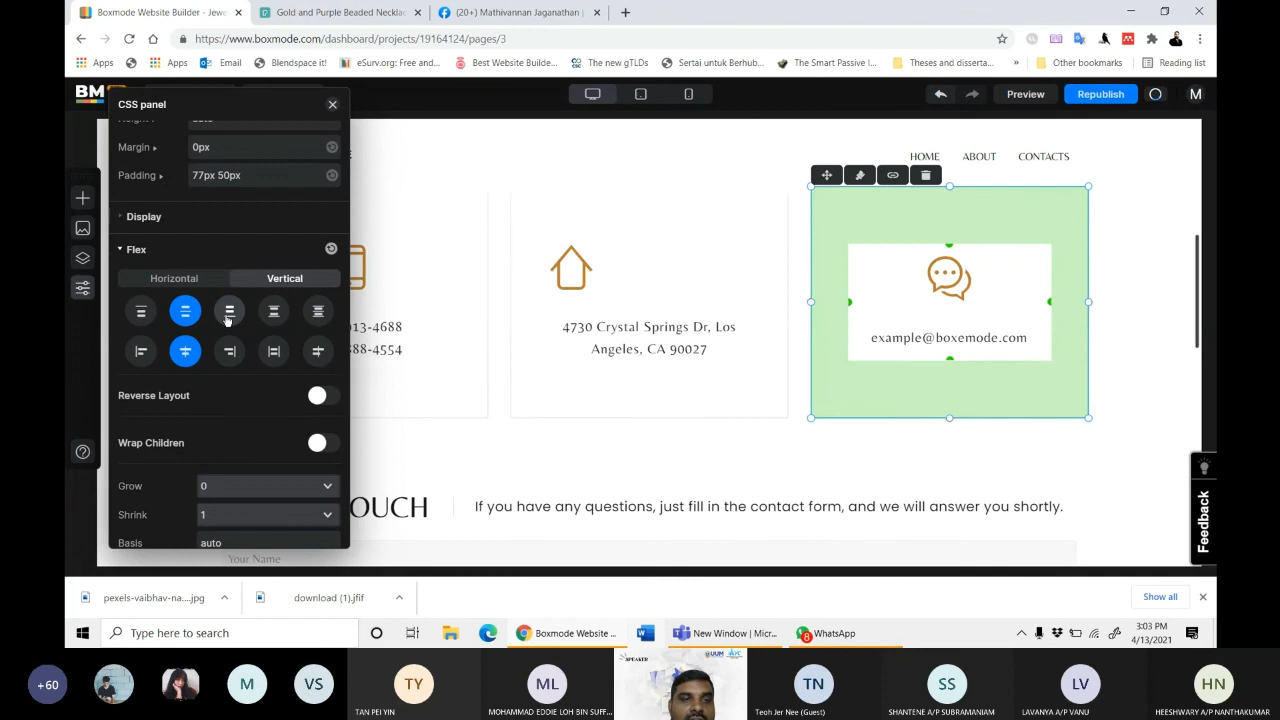 Boxmode Website Builder - Jewe
Gold and Purple Beaded Necklac
(20+) Mathivannan Jaganathan |
https://www.boxmode.com/dashboard/projects/19164124/pages/3
Apps
Apps
Email
Blendspace it!
eSurv.org: Free and...
Best Website Builde...
The new gTLDs
Sertai untuk Berhub...
The Smart Passive I...
Theses and disserta...
Other bookmarks
Reading list
BM
Preview
Republish
M
CSS panel
Margin
0px
Padding
77px 50px
Display
Flex
Horizontal
Vertical
Reverse Layout
Wrap Children
Grow
0
Shrink
1
Basis
auto
HOME
ABOUT
CONTACTS
013-4688
888-4554
4730 Crystal Springs Dr, Los
Angeles, CA 90027
example@boxemode.com
OUCH
If you have any questions, just fill in the contact form, and we will answer you shortly.
Your Name
Feedback
pexels-vaibhav-na....jpg
download (1).jfif
Show all
Type here to search
Boxmode Website ...
New Window | Micr...
8
WhatsApp
3:03 PM
4/13/2021
+60
M
VS
TY
TAN PEI YIN
ML
MOHAMMAD EDDIE LOH BIN SUFF...
SPEAKER
UUM
TN
Teoh Jer Nee (Guest)
SS
SHANTENE A/P SUBRAMANIAM
LV
LAVANYA A/P VANU
HN
HEESHWARY A/P NANTHAKUMAR